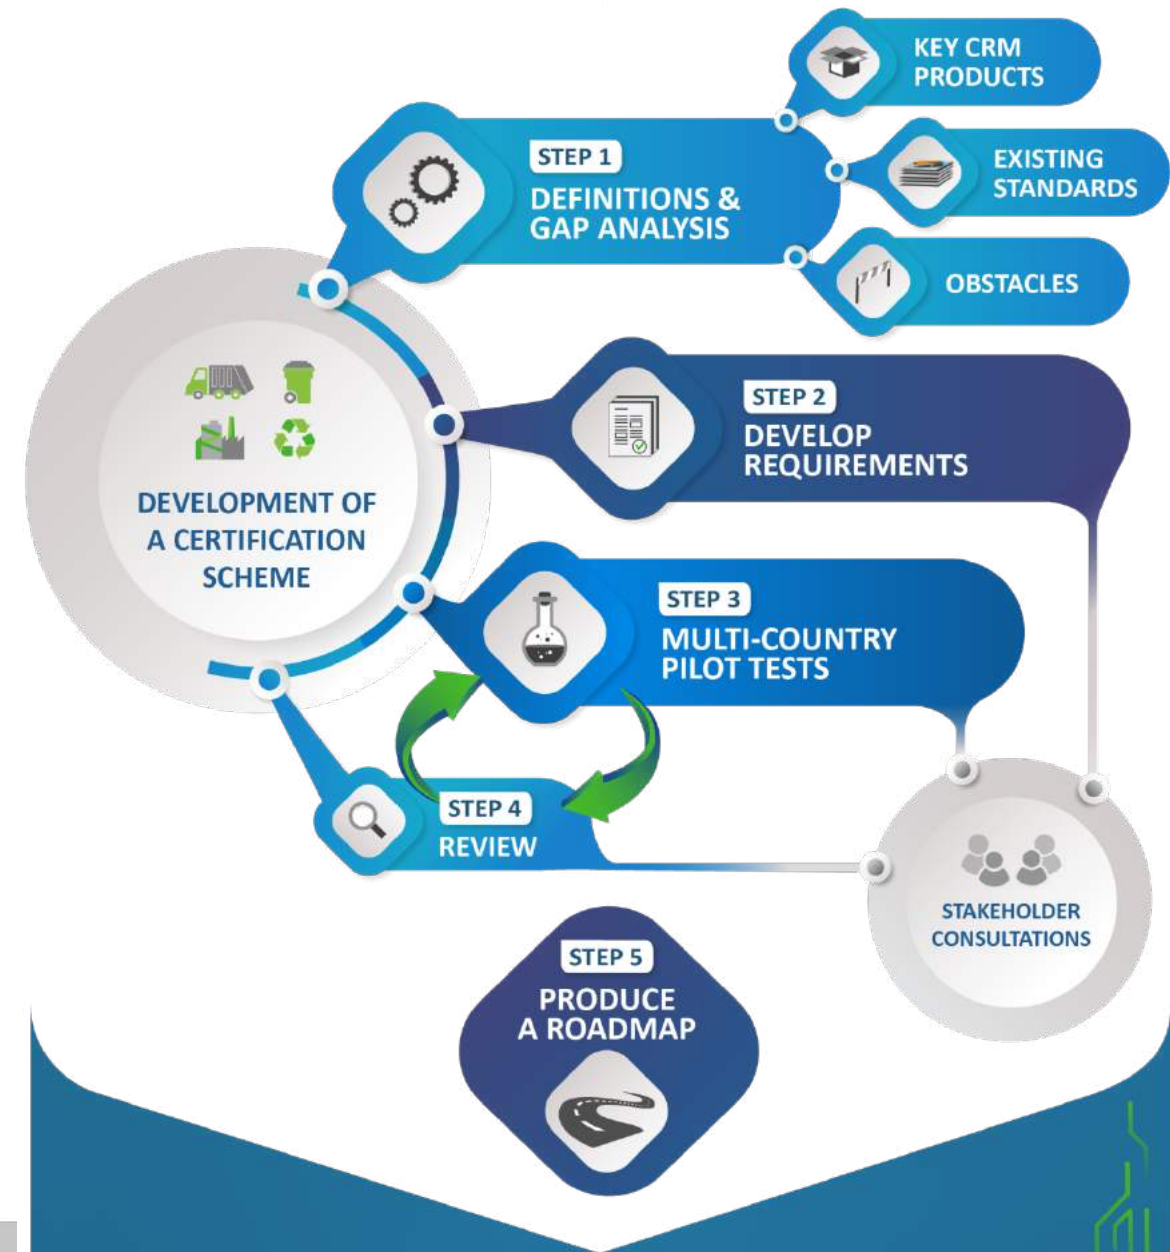 KEY CRM
PRODUCTS
STEP 1
DEFINITIONS &
GAP ANALYSIS
EXISTING
STANDARDS
OBSTACLES
STEP 2
DEVELOP
REQUIREMENTS
DEVELOPMENT OF
A CERTIFICATION
SCHEME
STEP 3
MULTI-COUNTRY
PILOT TESTS
STEP 4
REVIEW
STAKEHOLDER
CONSULTATIONS
STEP 5
PRODUCE
A ROADMAP